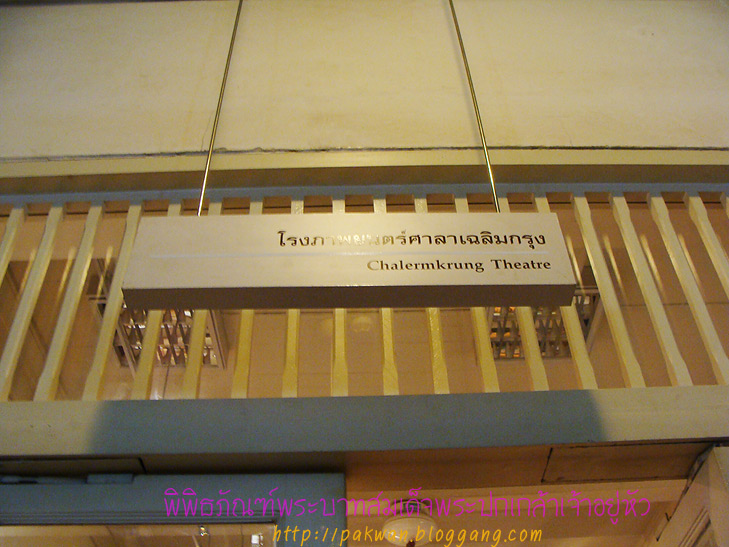 โรงภาพยนตร์ศาลาเฉลิมกรุง
Chalermkrung Theatre
พิพิธภัณฑ์พระบาทสมเด็จพระปกเกล้าเจ้าอยู่หัว
http://pakwan.bloggang.com